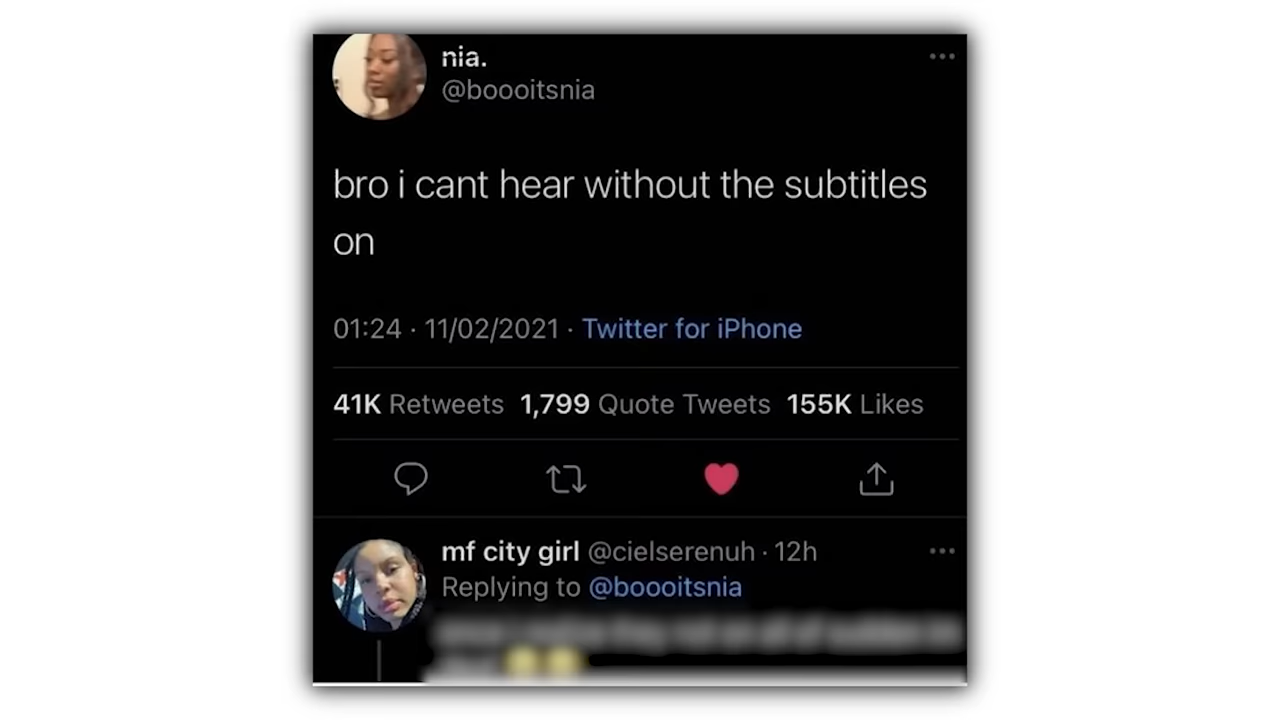 nia.
@boooitsnia
bro i cant hear without the subtitles
on
01:24 · 11/02/2021 · Twitter for iPhone
41K Retweets 1,799 Quote Tweets 155K Likes
mf city girl @cielserenuh · 12h
Replying to @boooitsnia